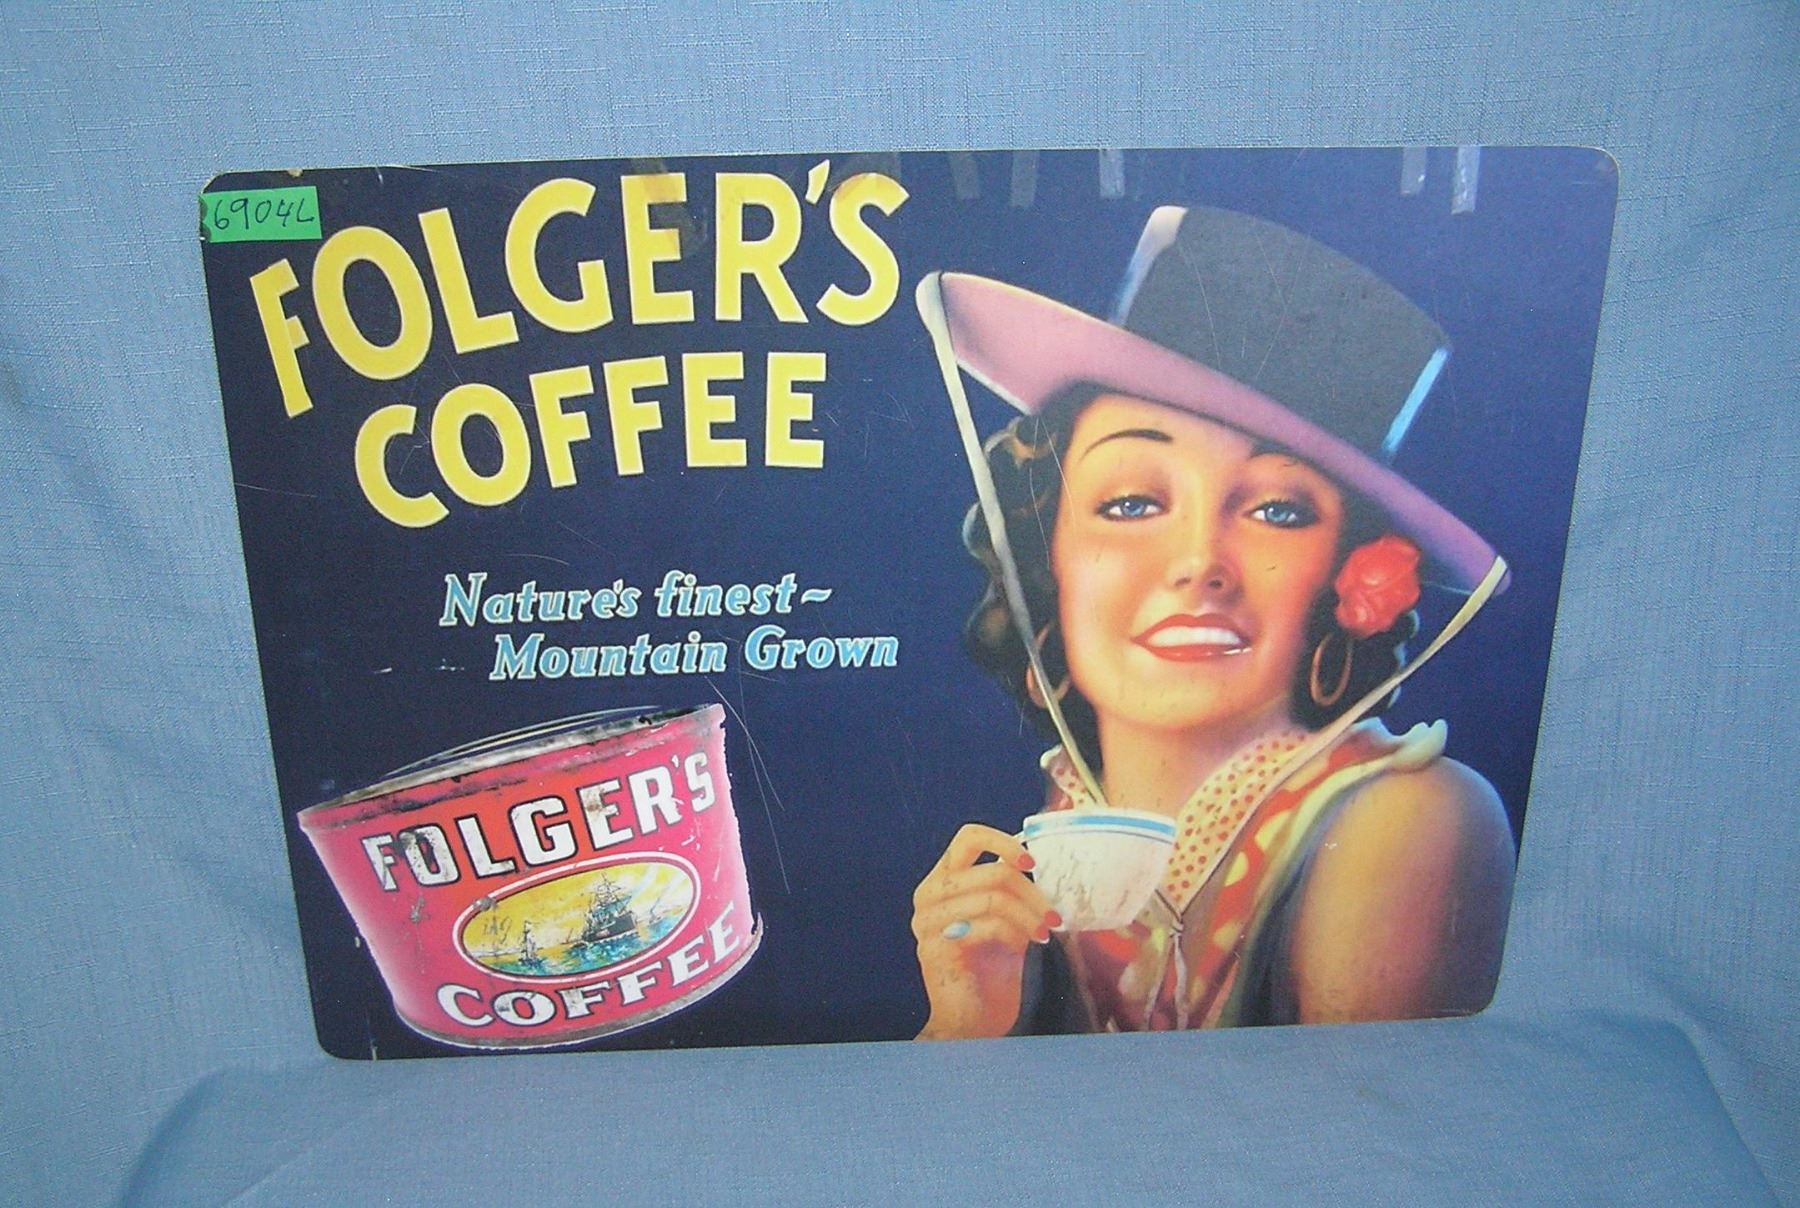 6904L
FOLGER'S
COFFEE
Nature's finest~
Mountain Grown
FOLGER'S
COFFEE